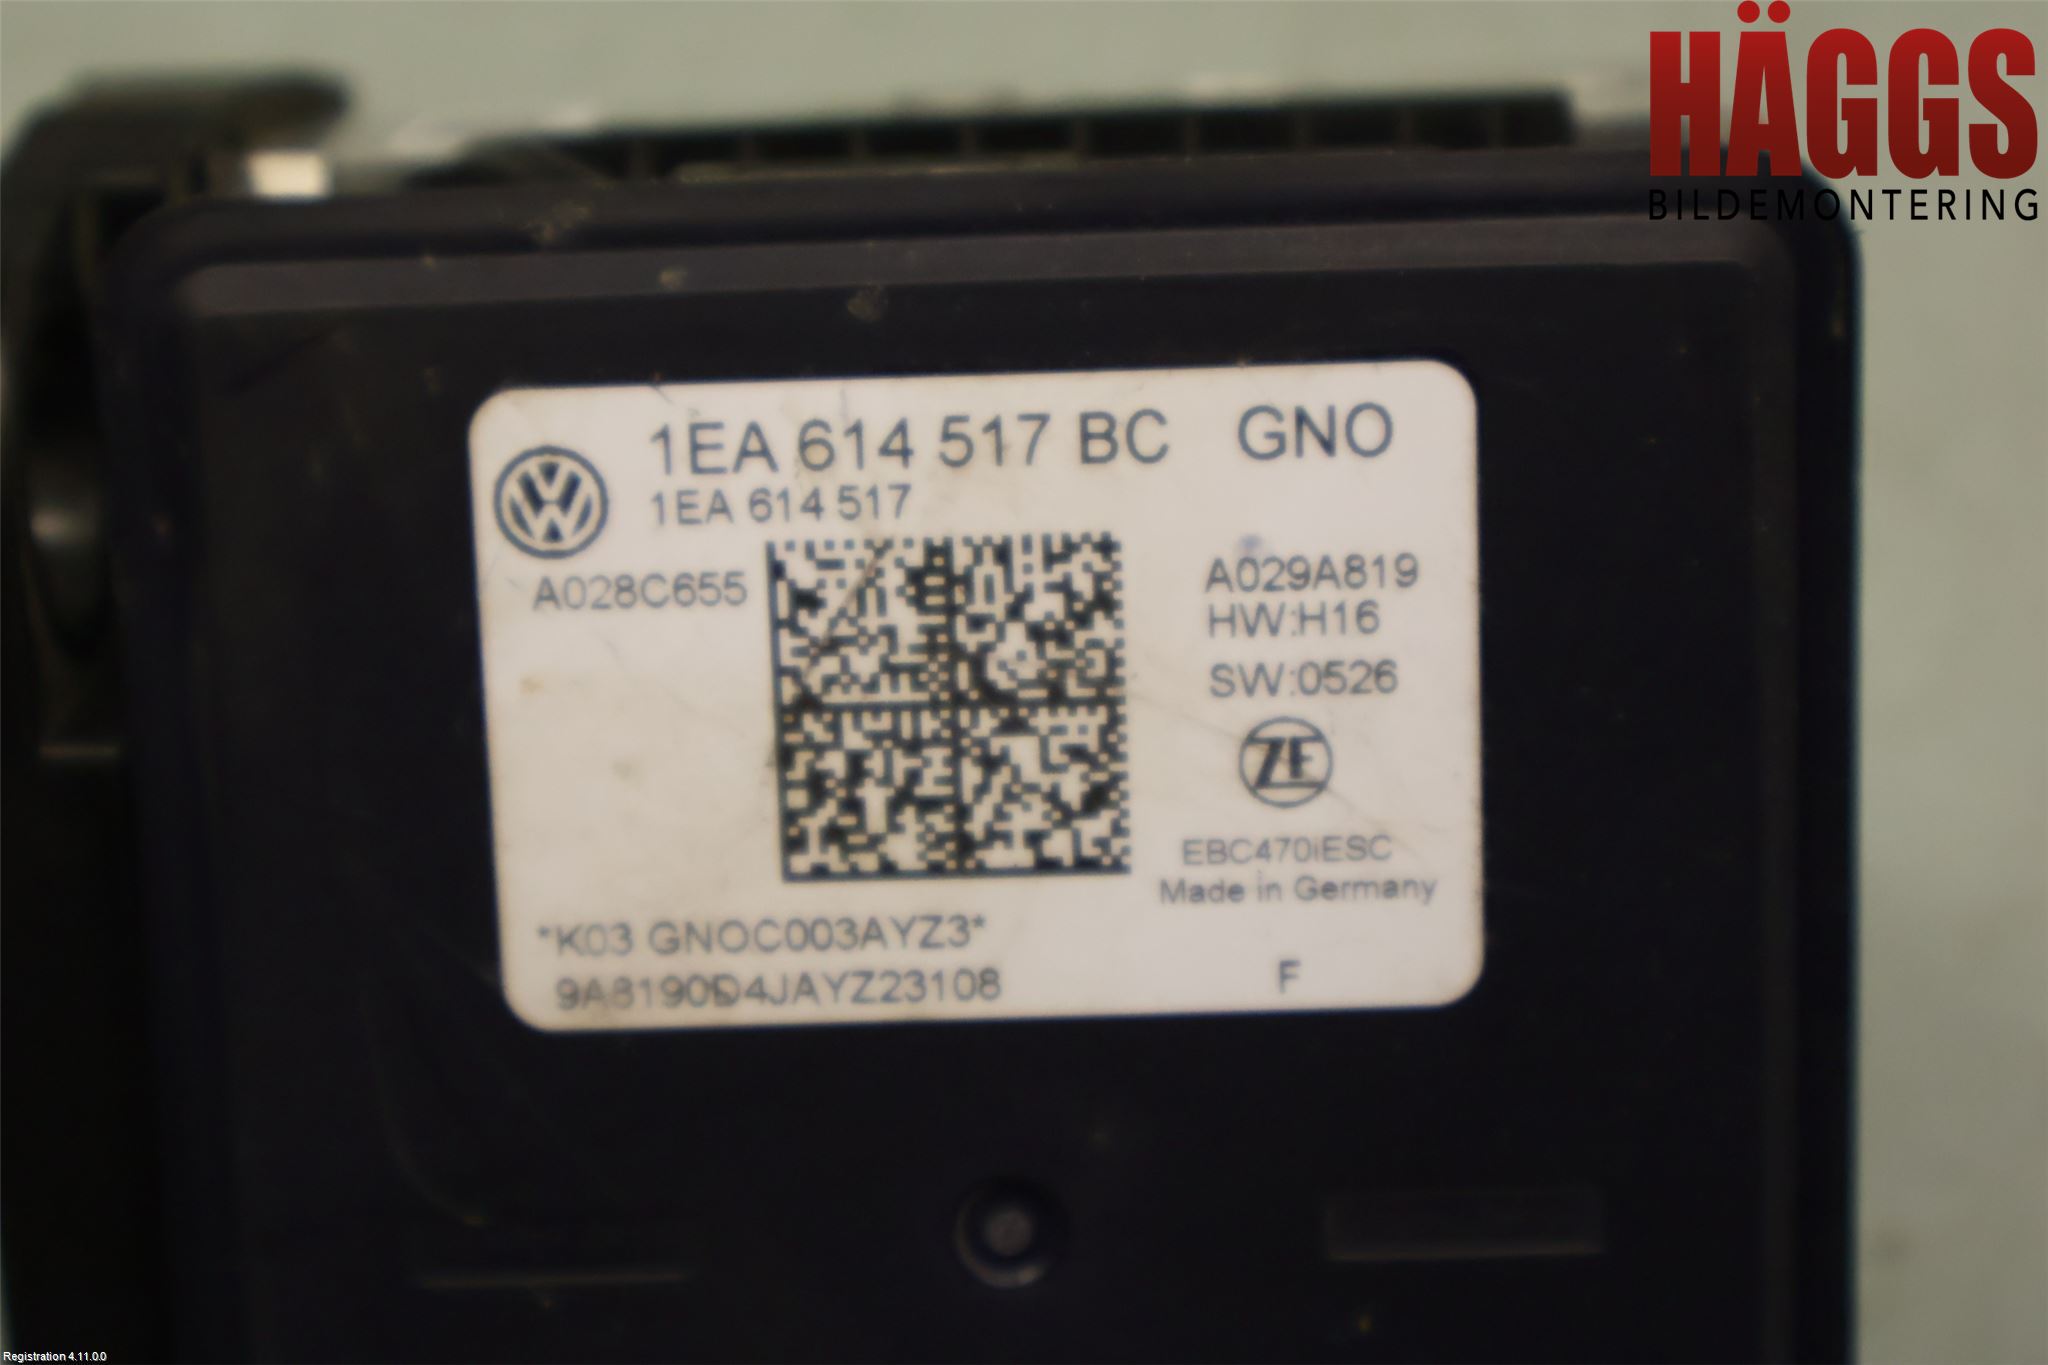 HÄGGS
BILDEMONTERING
1EA 614 517 BC GNO
1EA 614 517
A028C655
A029A819
HW:H16
SW:0526
ZF
EBC470iESC
Made in Germany
*K03 GNOC003AYZ3*
F
Registration 4.11.0.0